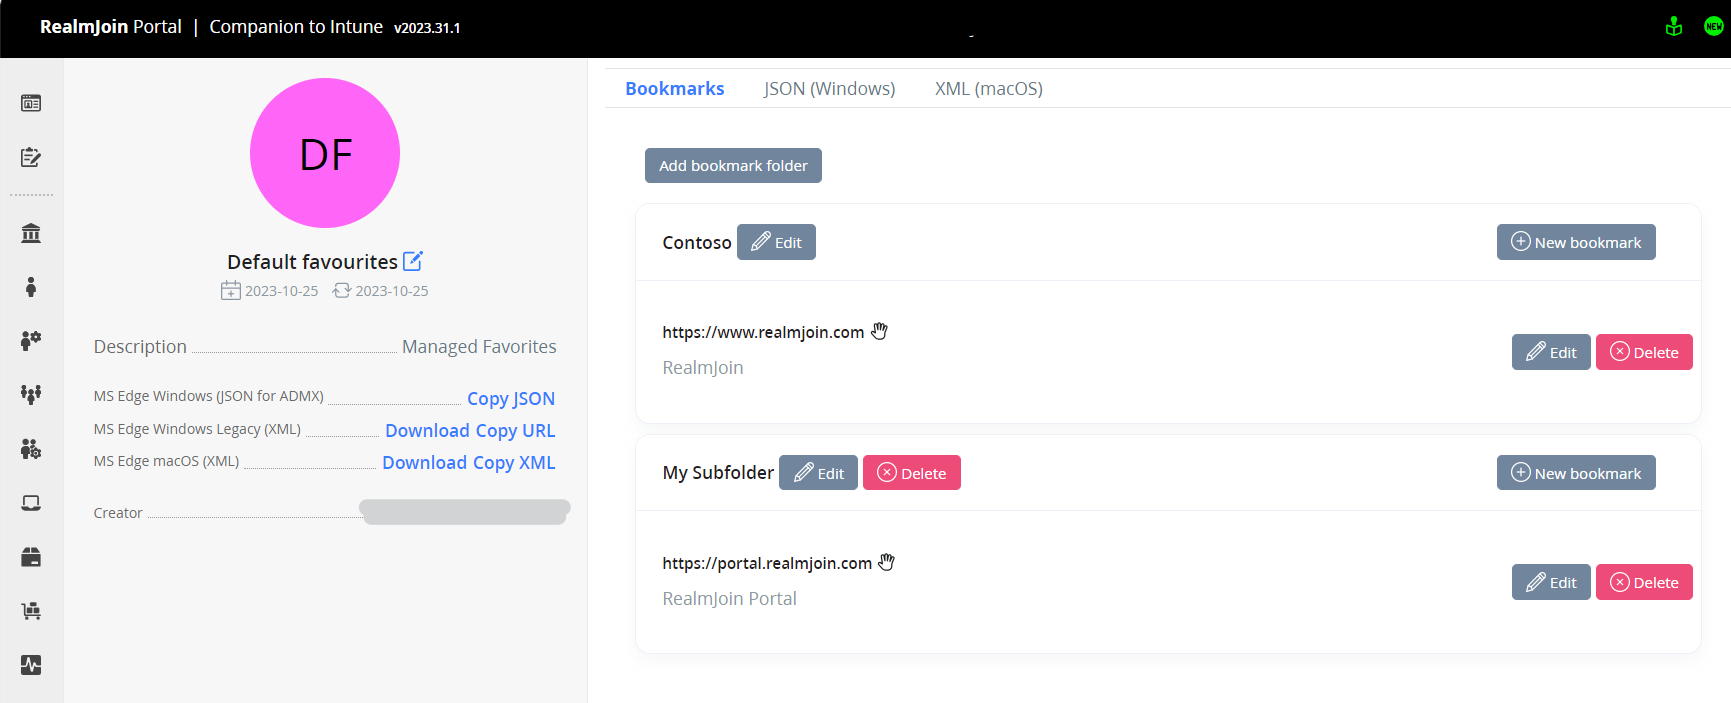 RealmJoin Portal | Companion to Intune v2023.31.1
NEW
DF
Default favourites
2023-10-25 2023-10-25
Description Managed Favorites
MS Edge Windows (JSON for ADMX) Copy JSON
MS Edge Windows Legacy (XML) Download Copy URL
MS Edge macOS (XML) Download Copy XML
Creator
Bookmarks JSON (Windows) XML (macOS)
Add bookmark folder
Contoso Edit New bookmark
https://www.realmjoin.com
RealmJoin
Edit Delete
My Subfolder Edit Delete New bookmark
https://portal.realmjoin.com
RealmJoin Portal
Edit Delete